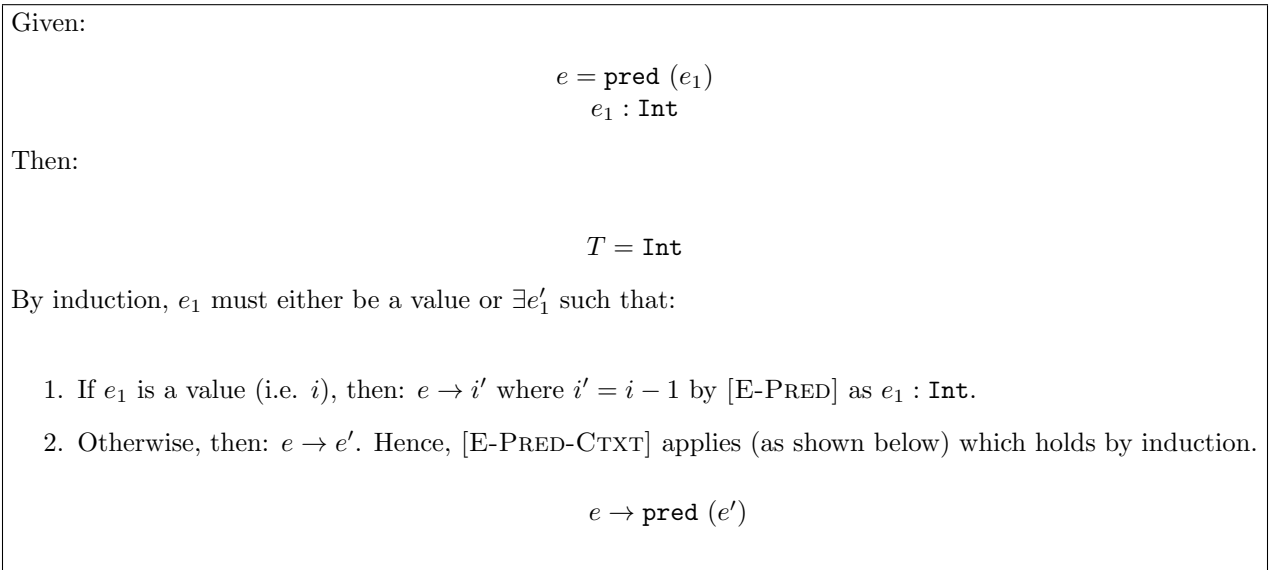 Given:
e = pred (e₁)
e₁ : Int
Then:
T = Int
By induction, e₁ must either be a value or ∃e′₁ such that:
1. If e₁ is a value (i.e. i), then: e → i′ where i′ = i − 1 by [E-Pred] as e₁ : Int.
2. Otherwise, then: e → e′. Hence, [E-Pred-Ctxt] applies (as shown below) which holds by induction.
e → pred (e′)